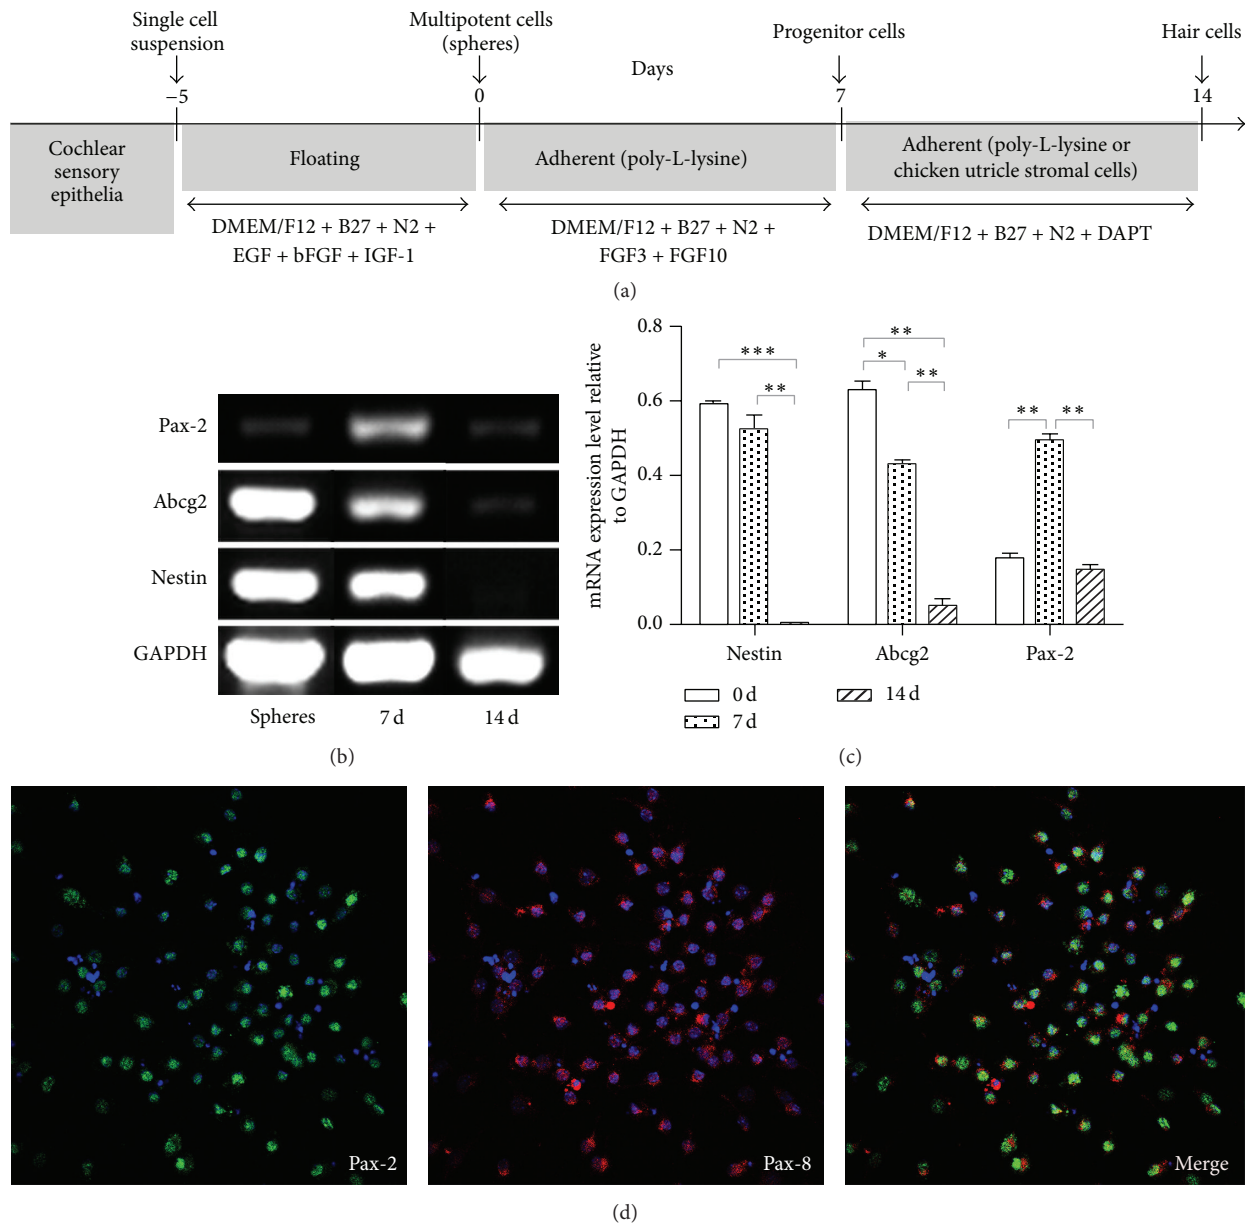 Single cell
suspension
Multipotent cells
(spheres)
Progenitor cells
Hair cells
Days
−5
0
7
14
Cochlear
sensory
epithelia
Floating
Adherent (poly-L-lysine)
Adherent (poly-L-lysine or
chicken utricle stromal cells)
DMEM/F12 + B27 + N2 +
EGF + bFGF + IGF-1
DMEM/F12 + B27 + N2 +
FGF3 + FGF10
DMEM/F12 + B27 + N2 + DAPT
(a)
Pax-2
Abcg2
Nestin
GAPDH
Spheres
7 d
14 d
(b)
mRNA expression level relative
to GAPDH
0.8
0.6
0.4
0.2
0.0
***
**
**
*
**
**
**
Nestin
Abcg2
Pax-2
0 d
7 d
14 d
(c)
Pax-2
Pax-8
Merge
(d)